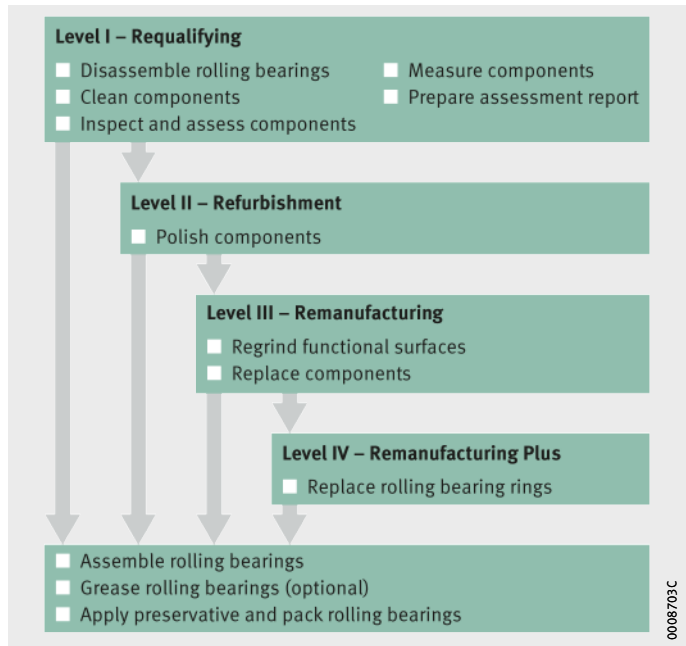 Level I – Requalifying
Disassemble rolling bearings
Clean components
Inspect and assess components
Measure components
Prepare assessment report
Level II – Refurbishment
Polish components
Level III – Remanufacturing
Regrind functional surfaces
Replace components
Level IV – Remanufacturing Plus
Replace rolling bearing rings
Assemble rolling bearings
Grease rolling bearings (optional)
Apply preservative and pack rolling bearings
0008703C